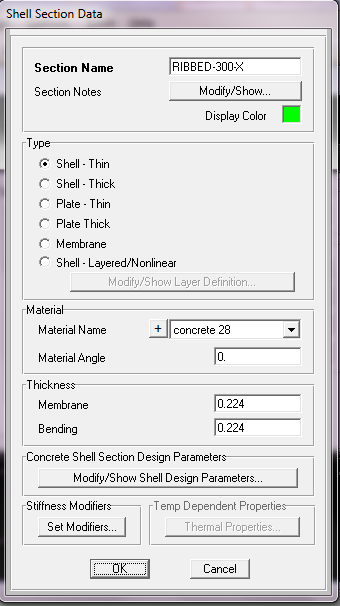 Shell Section Data
Section Name RIBBED-300-X
Section Notes Modify/Show...
Display Color
Type
Shell - Thin
Shell - Thick
Plate - Thin
Plate Thick
Membrane
Shell - Layered/Nonlinear
Modify/Show Layer Definition...
Material
Material Name + concrete 28
Material Angle 0.
Thickness
Membrane 0.224
Bending 0.224
Concrete Shell Section Design Parameters
Modify/Show Shell Design Parameters...
Stiffness Modifiers Temp Dependent Properties
Set Modifiers... Thermal Properties...
OK Cancel